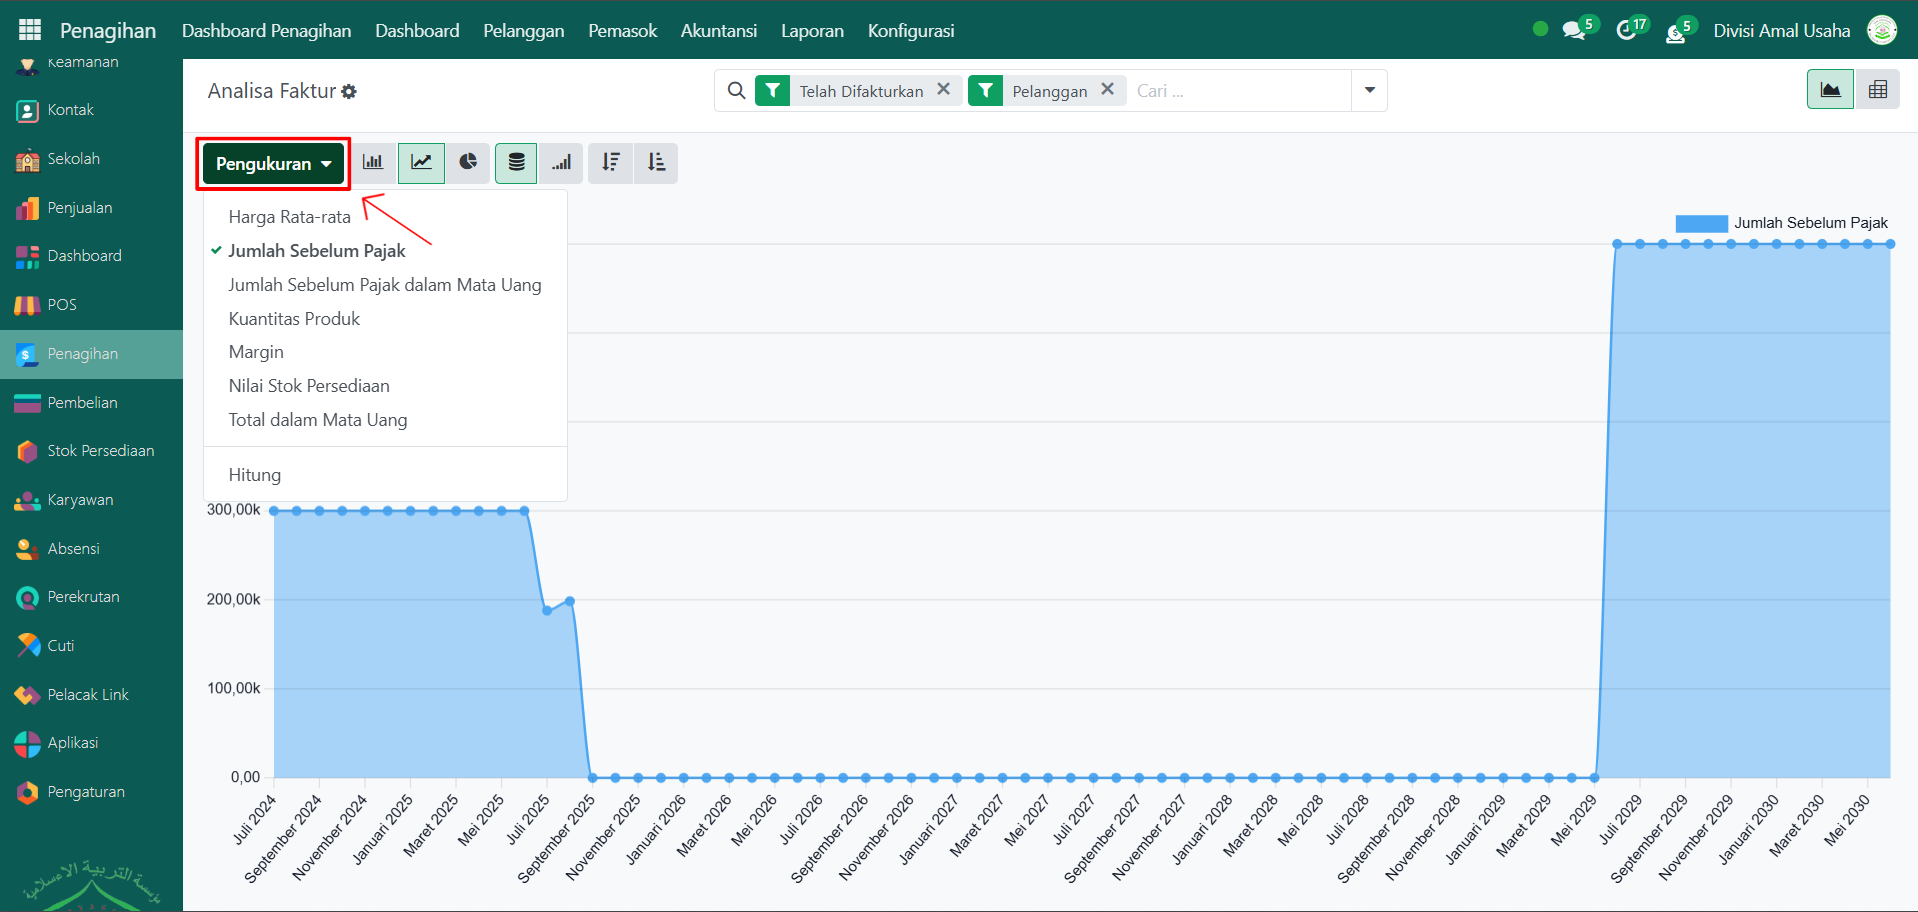 Penagihan Dashboard Penagihan Dashboard Pelanggan Pemasok Akuntansi Laporan Konfigurasi 5 17 5 Divisi Amal Usaha
Keamanan
Kontak
Sekolah
Penjualan
Dashboard
POS
Penagihan
Pembelian
Stok Persediaan
Karyawan
Absensi
Perekrutan
Cuti
Pelacak Link
Aplikasi
Pengaturan
مؤسسة التربية الإسلامية
Analisa Faktur
Telah Difakturkan Pelanggan Cari ...
Pengukuran
Harga Rata-rata
Jumlah Sebelum Pajak
Jumlah Sebelum Pajak dalam Mata Uang
Kuantitas Produk
Margin
Nilai Stok Persediaan
Total dalam Mata Uang
Hitung
Jumlah Sebelum Pajak
300,00k
200,00k
100,00k
0,00
Juli 2024
September 2024
November 2024
Januari 2025
Maret 2025
Mei 2025
Juli 2025
September 2025
November 2025
Januari 2026
Maret 2026
Mei 2026
Juli 2026
September 2026
November 2026
Januari 2027
Maret 2027
Mei 2027
Juli 2027
September 2027
November 2027
Januari 2028
Maret 2028
Mei 2028
Juli 2028
September 2028
November 2028
Januari 2029
Maret 2029
Mei 2029
Juli 2029
September 2029
November 2029
Januari 2030
Maret 2030
Mei 2030